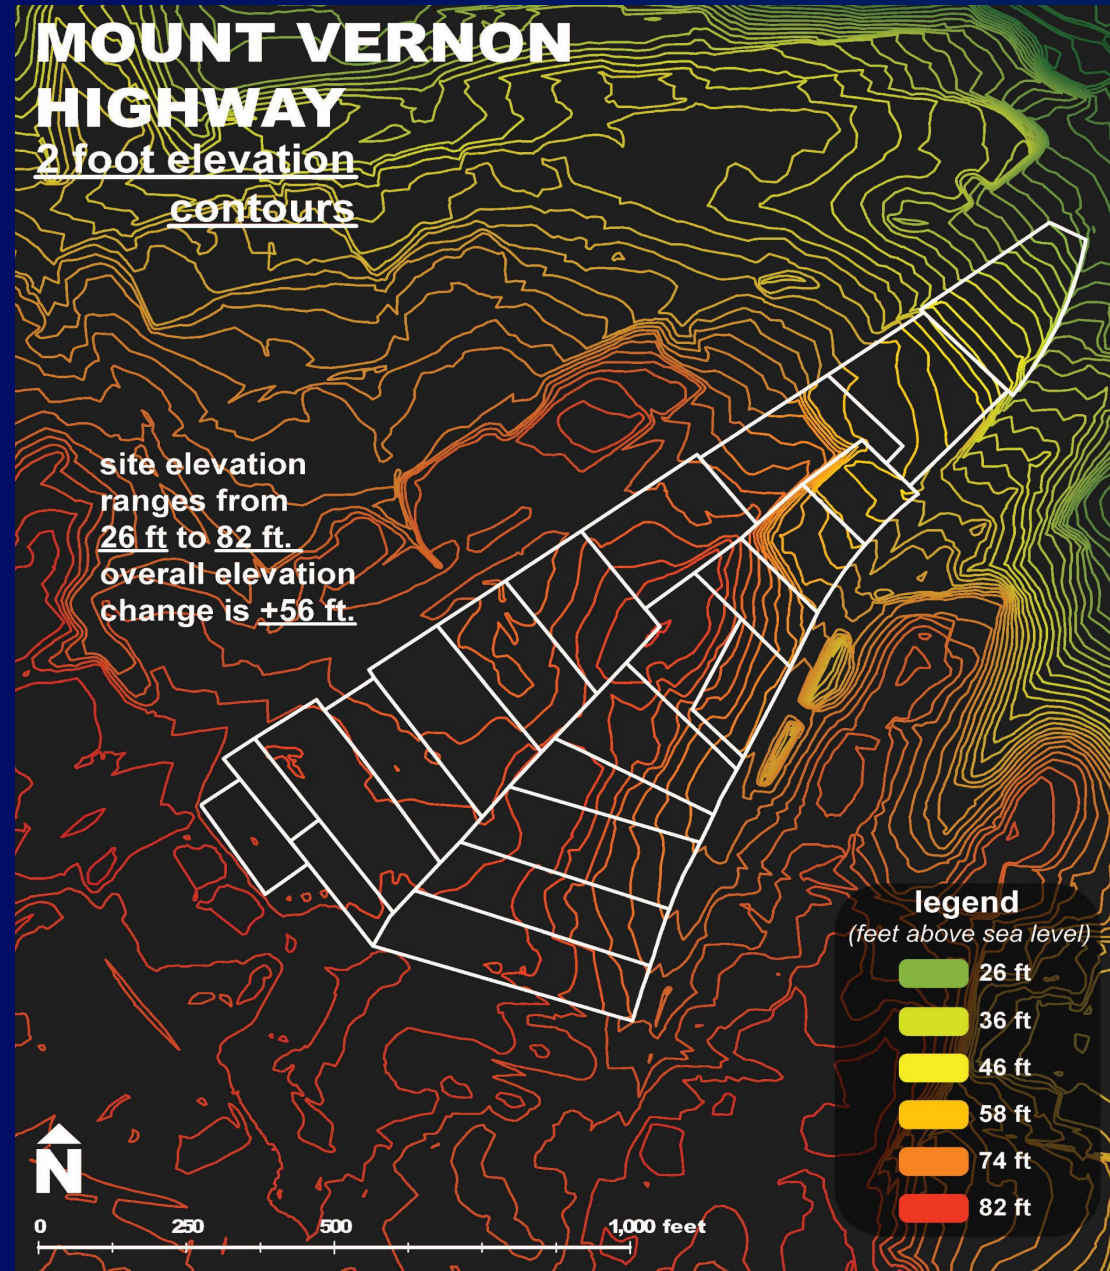 MOUNT VERNON
HIGHWAY
2 foot elevation
contours
site elevation
ranges from
26 ft to 82 ft.
overall elevation
change is +56 ft.
legend
(feet above sea level)
26 ft
36 ft
46 ft
58 ft
74 ft
82 ft
N
0 250 500 1,000 feet